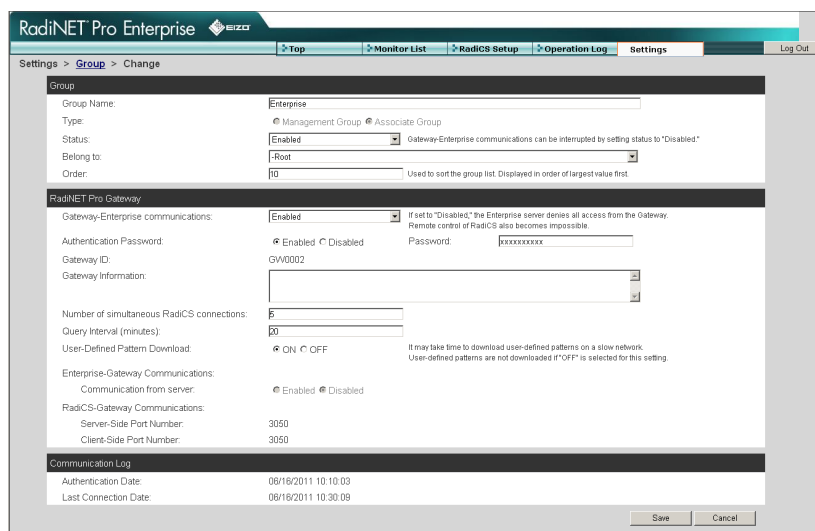 RadiNET® Pro Enterprise EIZO
Top Monitor List RadiCS Setup Operation Log Settings Log Out
Settings > Group > Change
Group
Group Name: Enterprise
Type: Management Group Associate Group
Status: Enabled Gateway-Enterprise communications can be interrupted by setting status to "Disabled."
Belong to: -Root
Order: 10 Used to sort the group list. Displayed in order of largest value first.
RadiNET Pro Gateway
Gateway-Enterprise communications: Enabled If set to "Disabled," the Enterprise server denies all access from the Gateway.
Remote control of RadiCS also becomes impossible.
Authentication Password: Enabled Disabled Password: xxxxxxxxxx
Gateway ID: GW0002
Gateway Information:
Number of simultaneous RadiCS connections: 5
Query Interval (minutes): 20
User-Defined Pattern Download: ON OFF It may take time to download user-defined patterns on a slow network.
User-defined patterns are not downloaded if "OFF" is selected for this setting.
Enterprise-Gateway Communications:
Communication from server: Enabled Disabled
RadiCS-Gateway Communications:
Server-Side Port Number: 3050
Client-Side Port Number: 3050
Communication Log
Authentication Date: 06/16/2011 10:10:03
Last Connection Date: 06/16/2011 10:30:09
Save Cancel